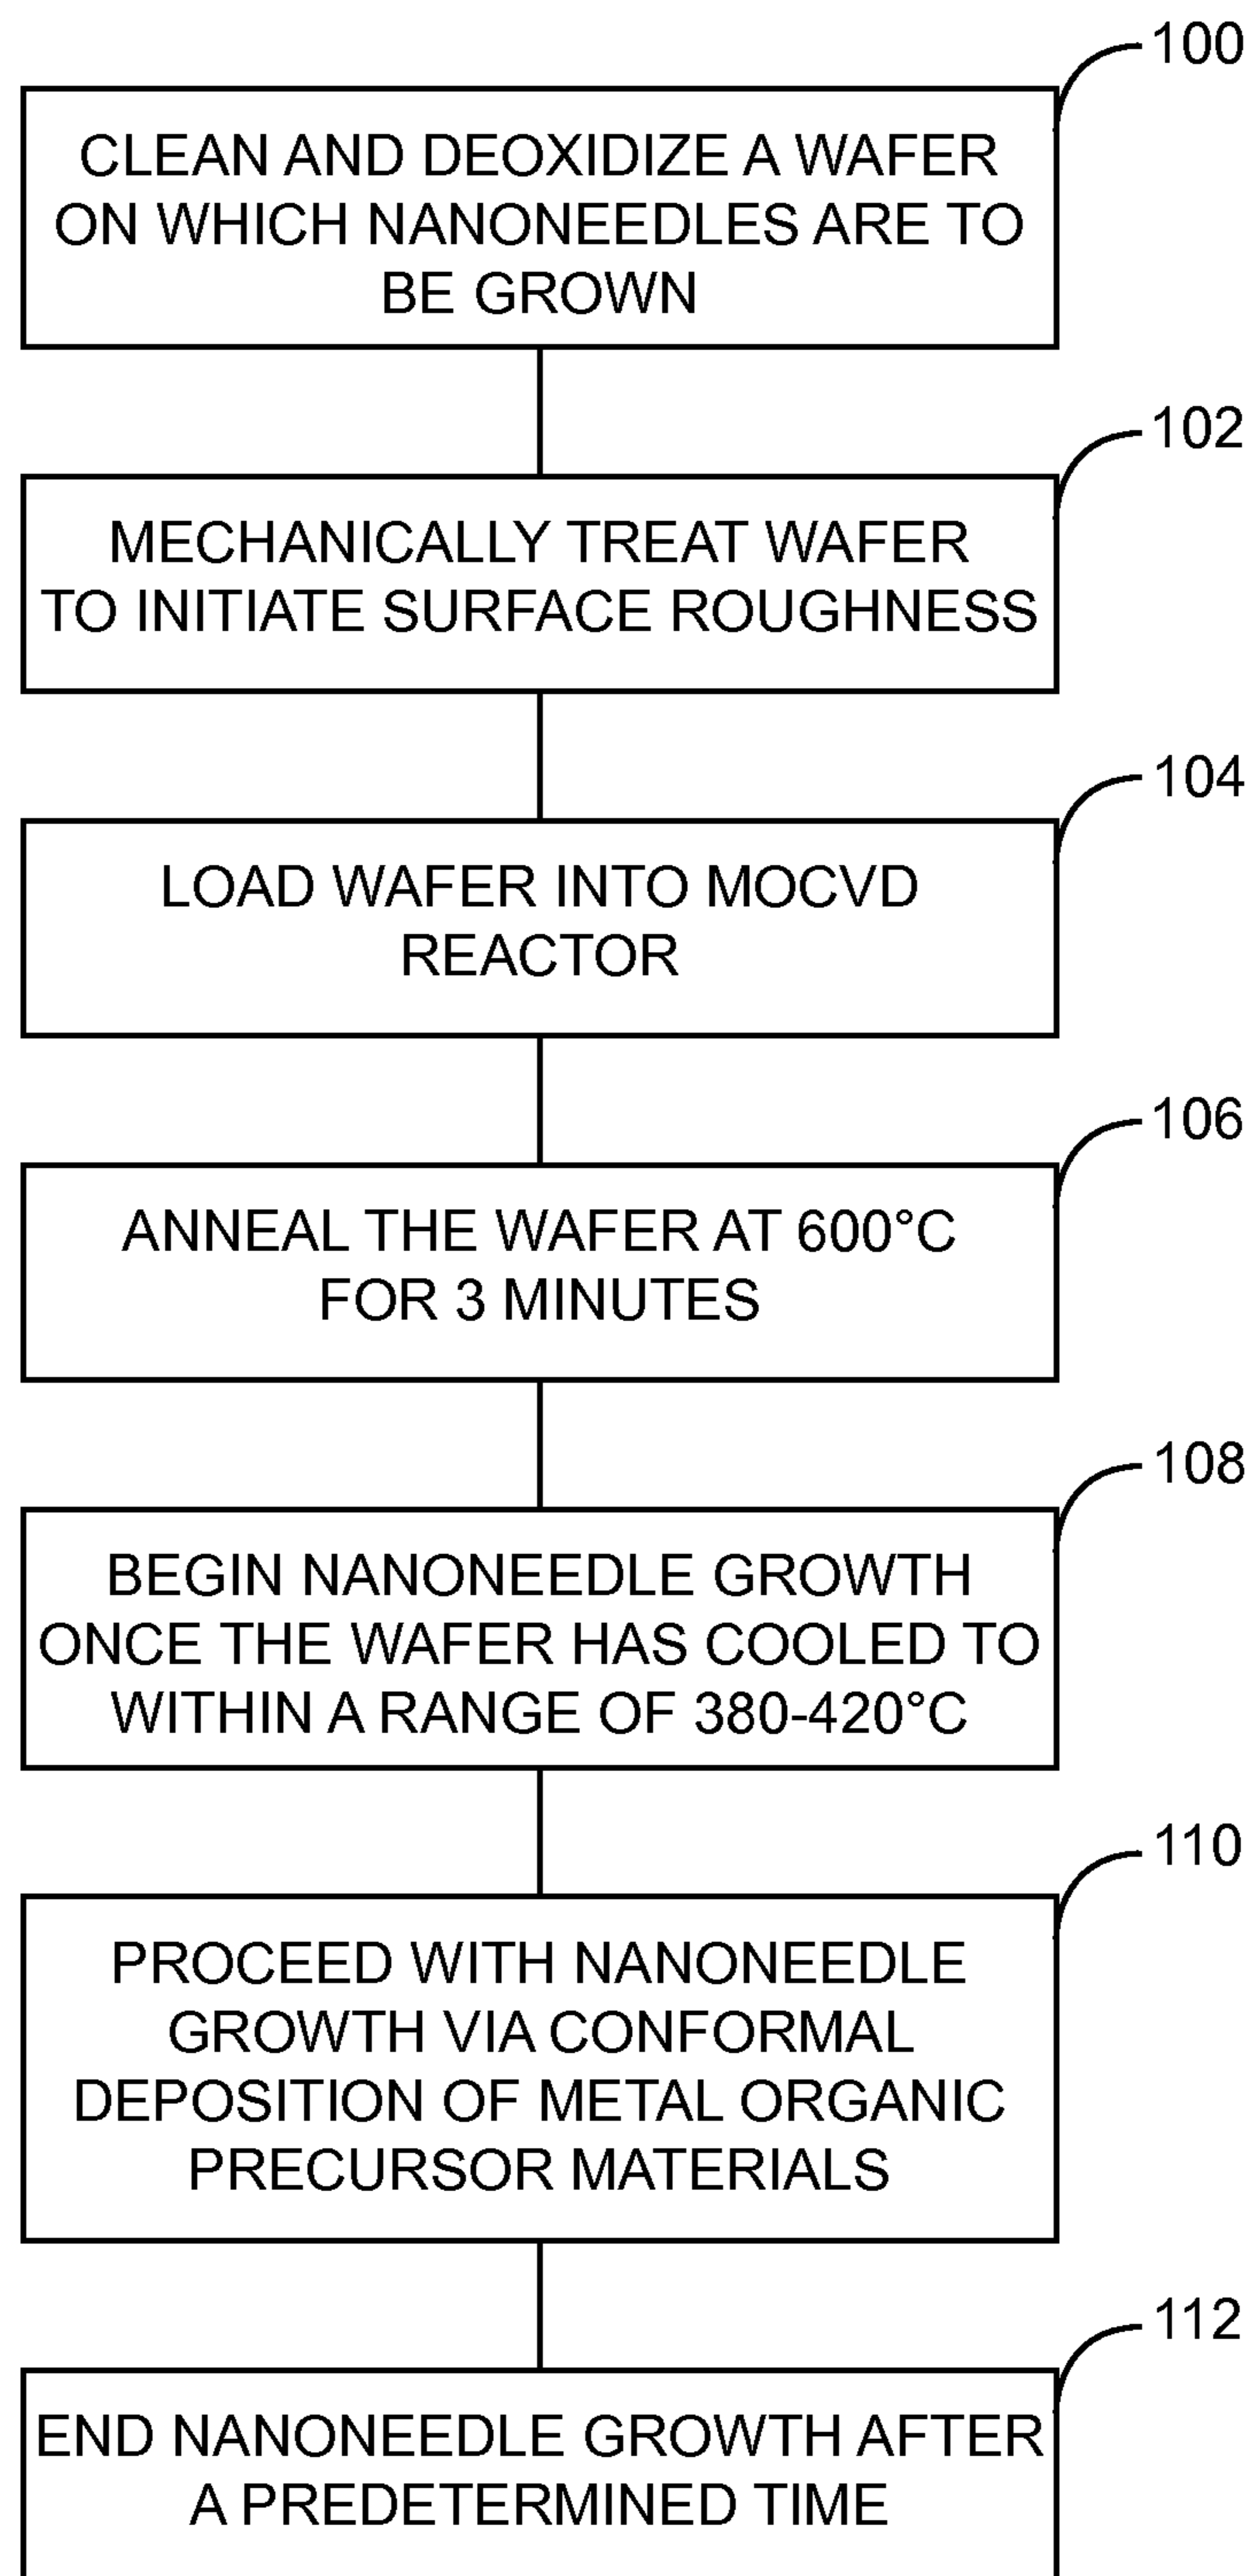 100
CLEAN AND DEOXIDIZE A WAFER
ON WHICH NANONEEDLES ARE TO
BE GROWN
102
MECHANICALLY TREAT WAFER
TO INITIATE SURFACE ROUGHNESS
104
LOAD WAFER INTO MOCVD
REACTOR
106
ANNEAL THE WAFER AT 600°C
FOR 3 MINUTES
108
BEGIN NANONEEDLE GROWTH
ONCE THE WAFER HAS COOLED TO
WITHIN A RANGE OF 380-420°C
110
PROCEED WITH NANONEEDLE
GROWTH VIA CONFORMAL
DEPOSITION OF METAL ORGANIC
PRECURSOR MATERIALS
112
END NANONEEDLE GROWTH AFTER
A PREDETERMINED TIME